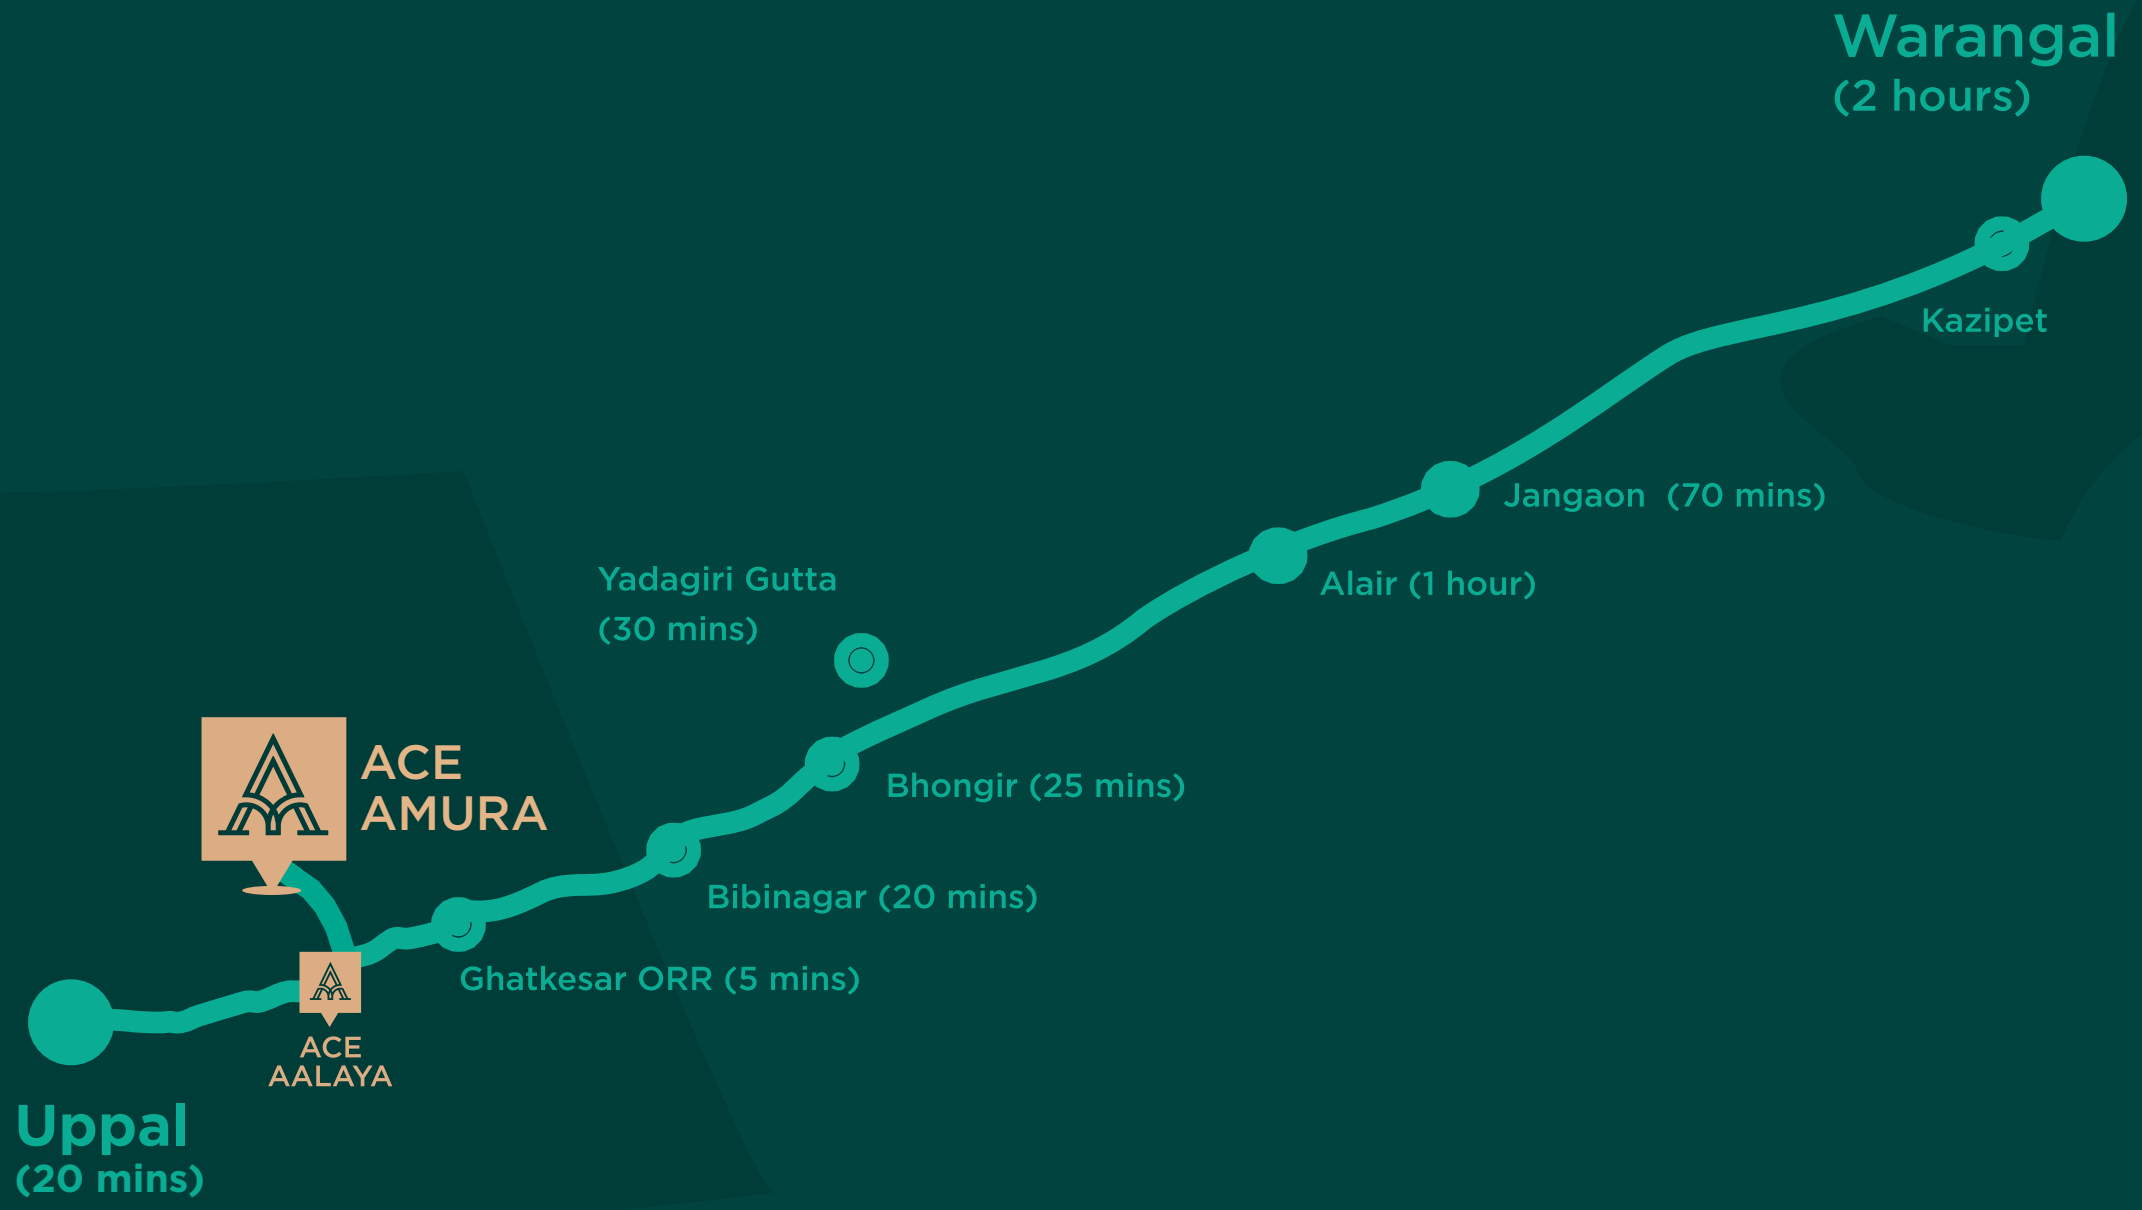 Warangal
(2 hours)
Kazipet
Jangaon (70 mins)
Alair (1 hour)
Yadagiri Gutta
(30 mins)
Bhongir (25 mins)
ACE
AMURA
Bibinagar (20 mins)
Ghatkesar ORR (5 mins)
ACE
AALAYA
Uppal
(20 mins)